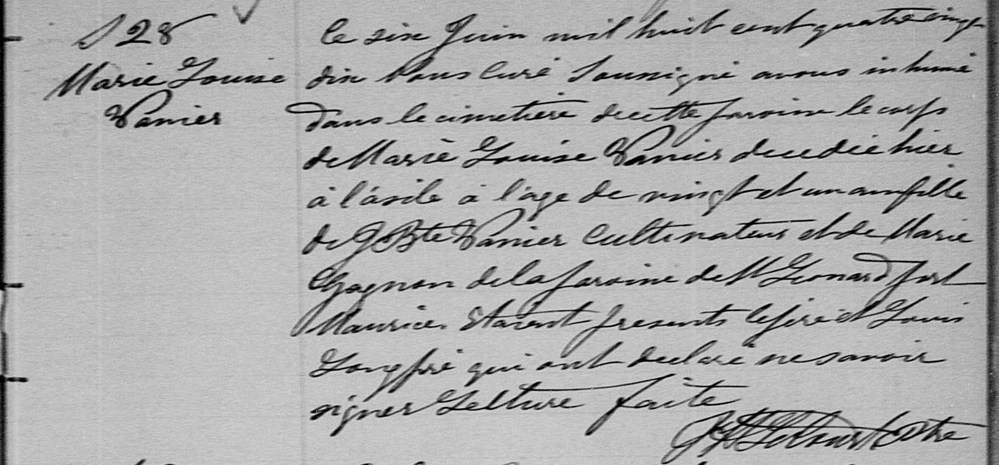 S 28
Marie Louise
Vanier
le six Juin mil huit cent quatre vingt
dix Nous Curé Soussigné avons inhumé
dans le cimetière de cette paroisse le corps
de Marie Louise Vanier decedée hier
à l'asile à l'age de vingt et un ans fille
de J Bte Vanier Cultivateur et de Marie
Gagnon de la paroisse de St Leonard port
Maurice. Etaient presents le père et Louis
Longpré qui ont declaré ne savoir
signer Lecture faite
Ptre